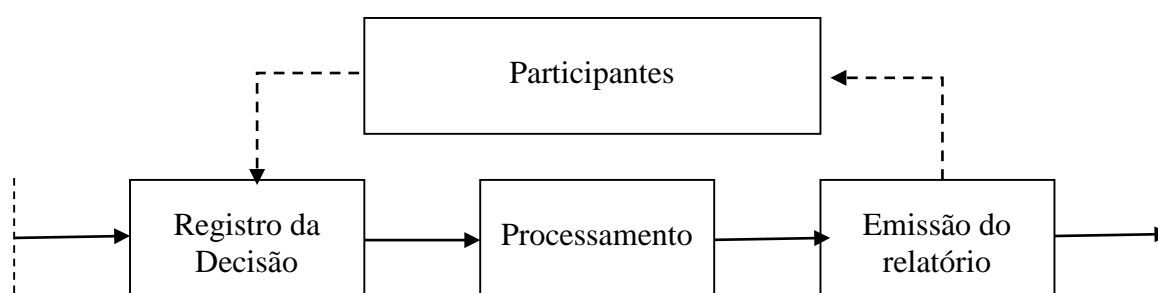 Participantes
Registro da
Decisão
Processamento
Emissão do
relatório